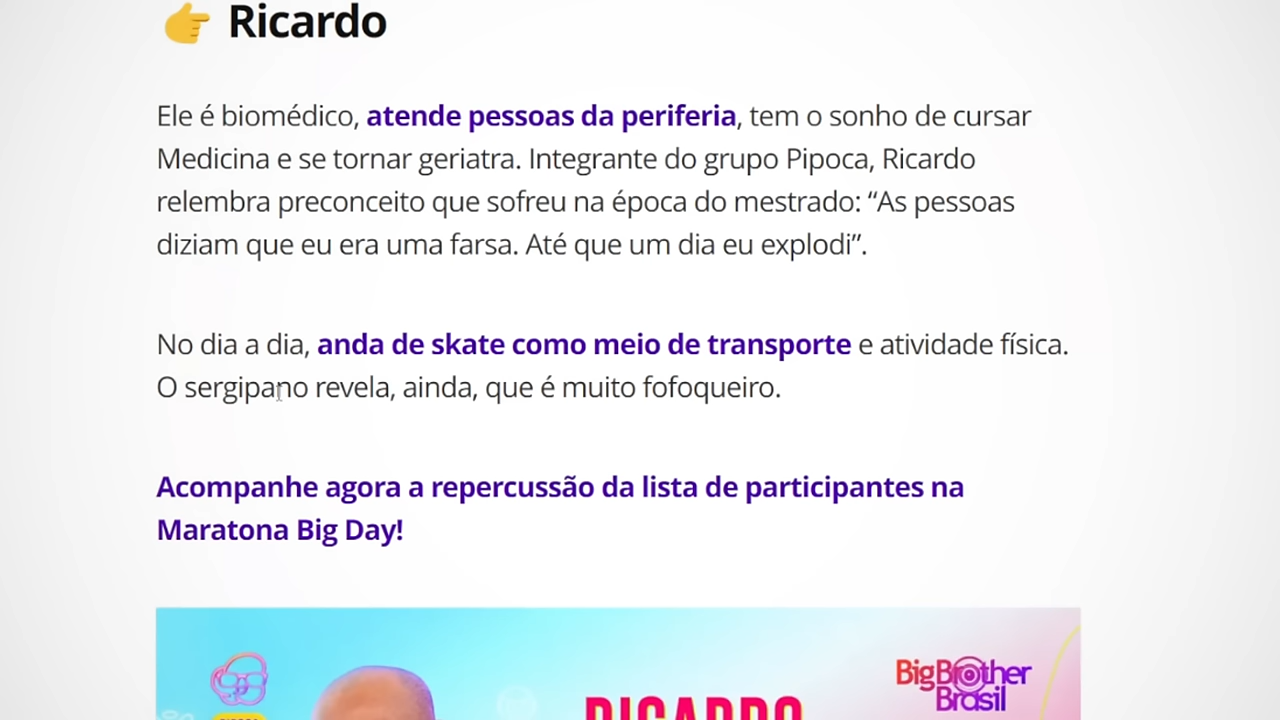 👉 Ricardo
Ele é biomédico, atende pessoas da periferia, tem o sonho de cursar
Medicina e se tornar geriatra. Integrante do grupo Pipoca, Ricardo
relembra preconceito que sofreu na época do mestrado: “As pessoas
diziam que eu era uma farsa. Até que um dia eu explodi”.
No dia a dia, anda de skate como meio de transporte e atividade física.
O sergipano revela, ainda, que é muito fofoqueiro.
Acompanhe agora a repercussão da lista de participantes na
Maratona Big Day!
Big Brother
Brasil
RICARDO